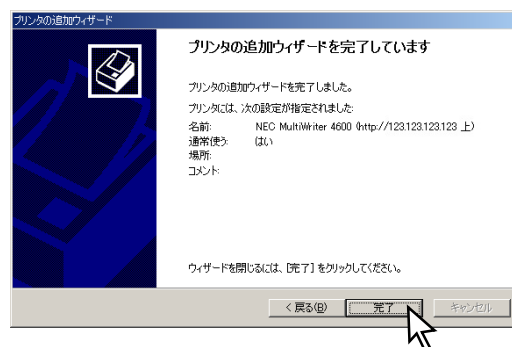 プリンタの追加ウィザード
プリンタの追加ウィザードを完了しています
プリンタの追加ウィザードを完了しました。
プリンタには、次の設定が指定されました:
名前: NEC MultiWriter 4600 (http://123.123.123.123 上)
通常使う: はい
場所:
コメント:
ウィザードを閉じるには、[完了] をクリックしてください。
< 戻る(B) 完了 キャンセル